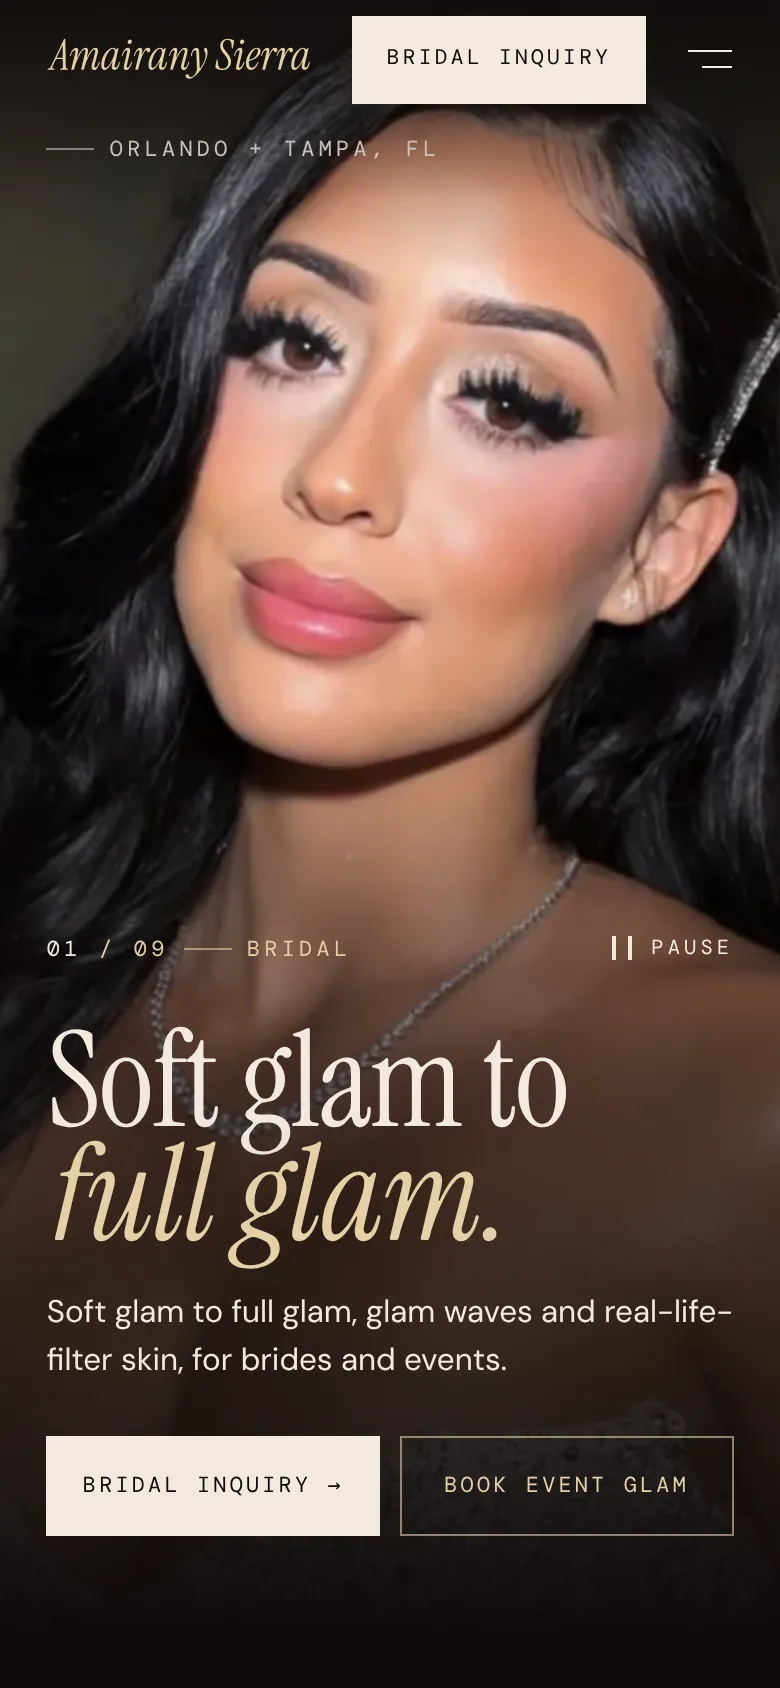 Amairany Sierra
BRIDAL INQUIRY
ORLANDO + TAMPA, FL
01 / 09 — BRIDAL
PAUSE
Soft glam to
full glam.
Soft glam to full glam, glam waves and real-life-
filter skin, for brides and events.
BRIDAL INQUIRY →
BOOK EVENT GLAM